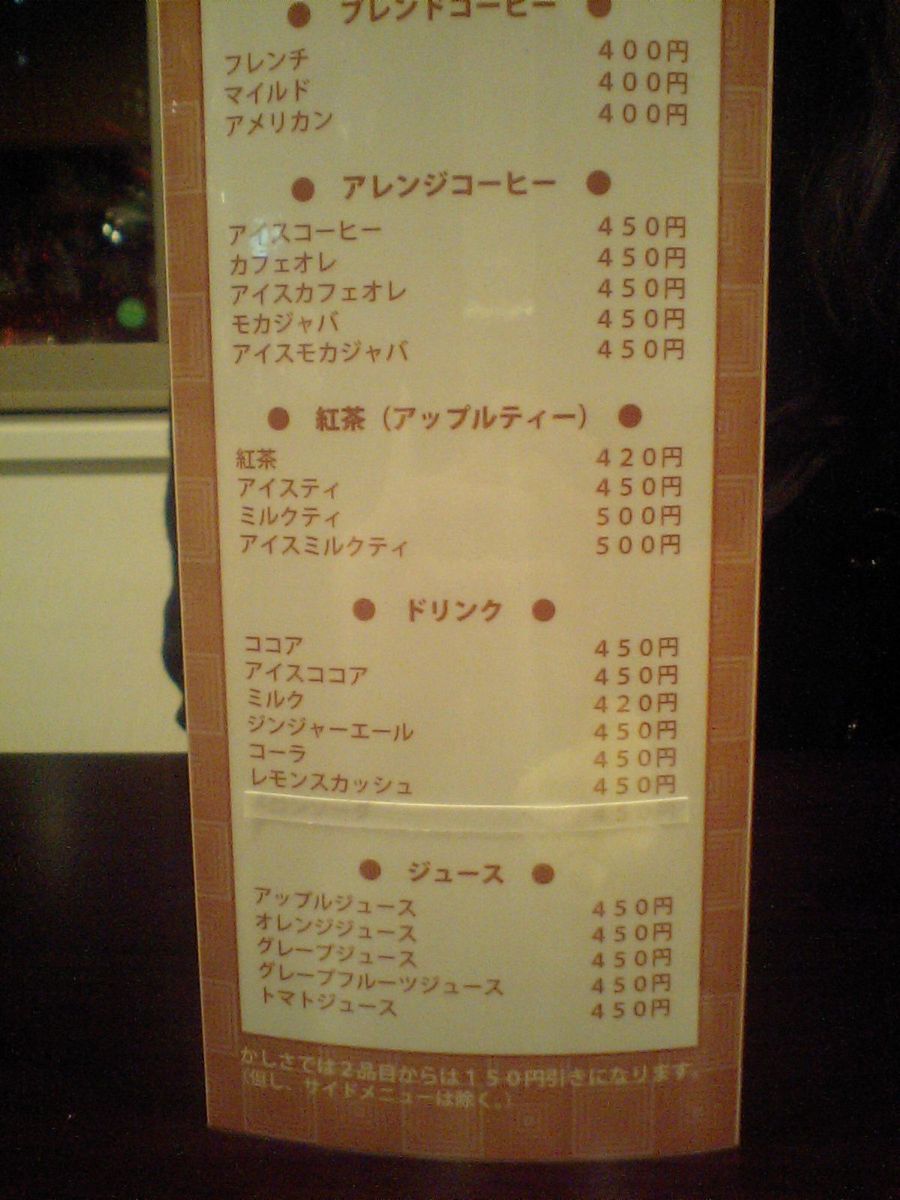 ● ブレンドコーヒー ●
フレンチ 400円
マイルド 400円
アメリカン 400円
● アレンジコーヒー ●
アイスコーヒー 450円
カフェオレ 450円
アイスカフェオレ 450円
モカジャバ 450円
アイスモカジャバ 450円
● 紅茶（アップルティー） ●
紅茶 420円
アイスティ 450円
ミルクティ 500円
アイスミルクティ 500円
● ドリンク ●
ココア 450円
アイスココア 450円
ミルク 420円
ジンジャーエール 450円
コーラ 450円
レモンスカッシュ 450円
450円
● ジュース ●
アップルジュース 450円
オレンジジュース 450円
グレープジュース 450円
グレープフルーツジュース 450円
トマトジュース 450円
かしさでは２品目からは１５０円引きになります。
（但し、サイドメニューは除く。）